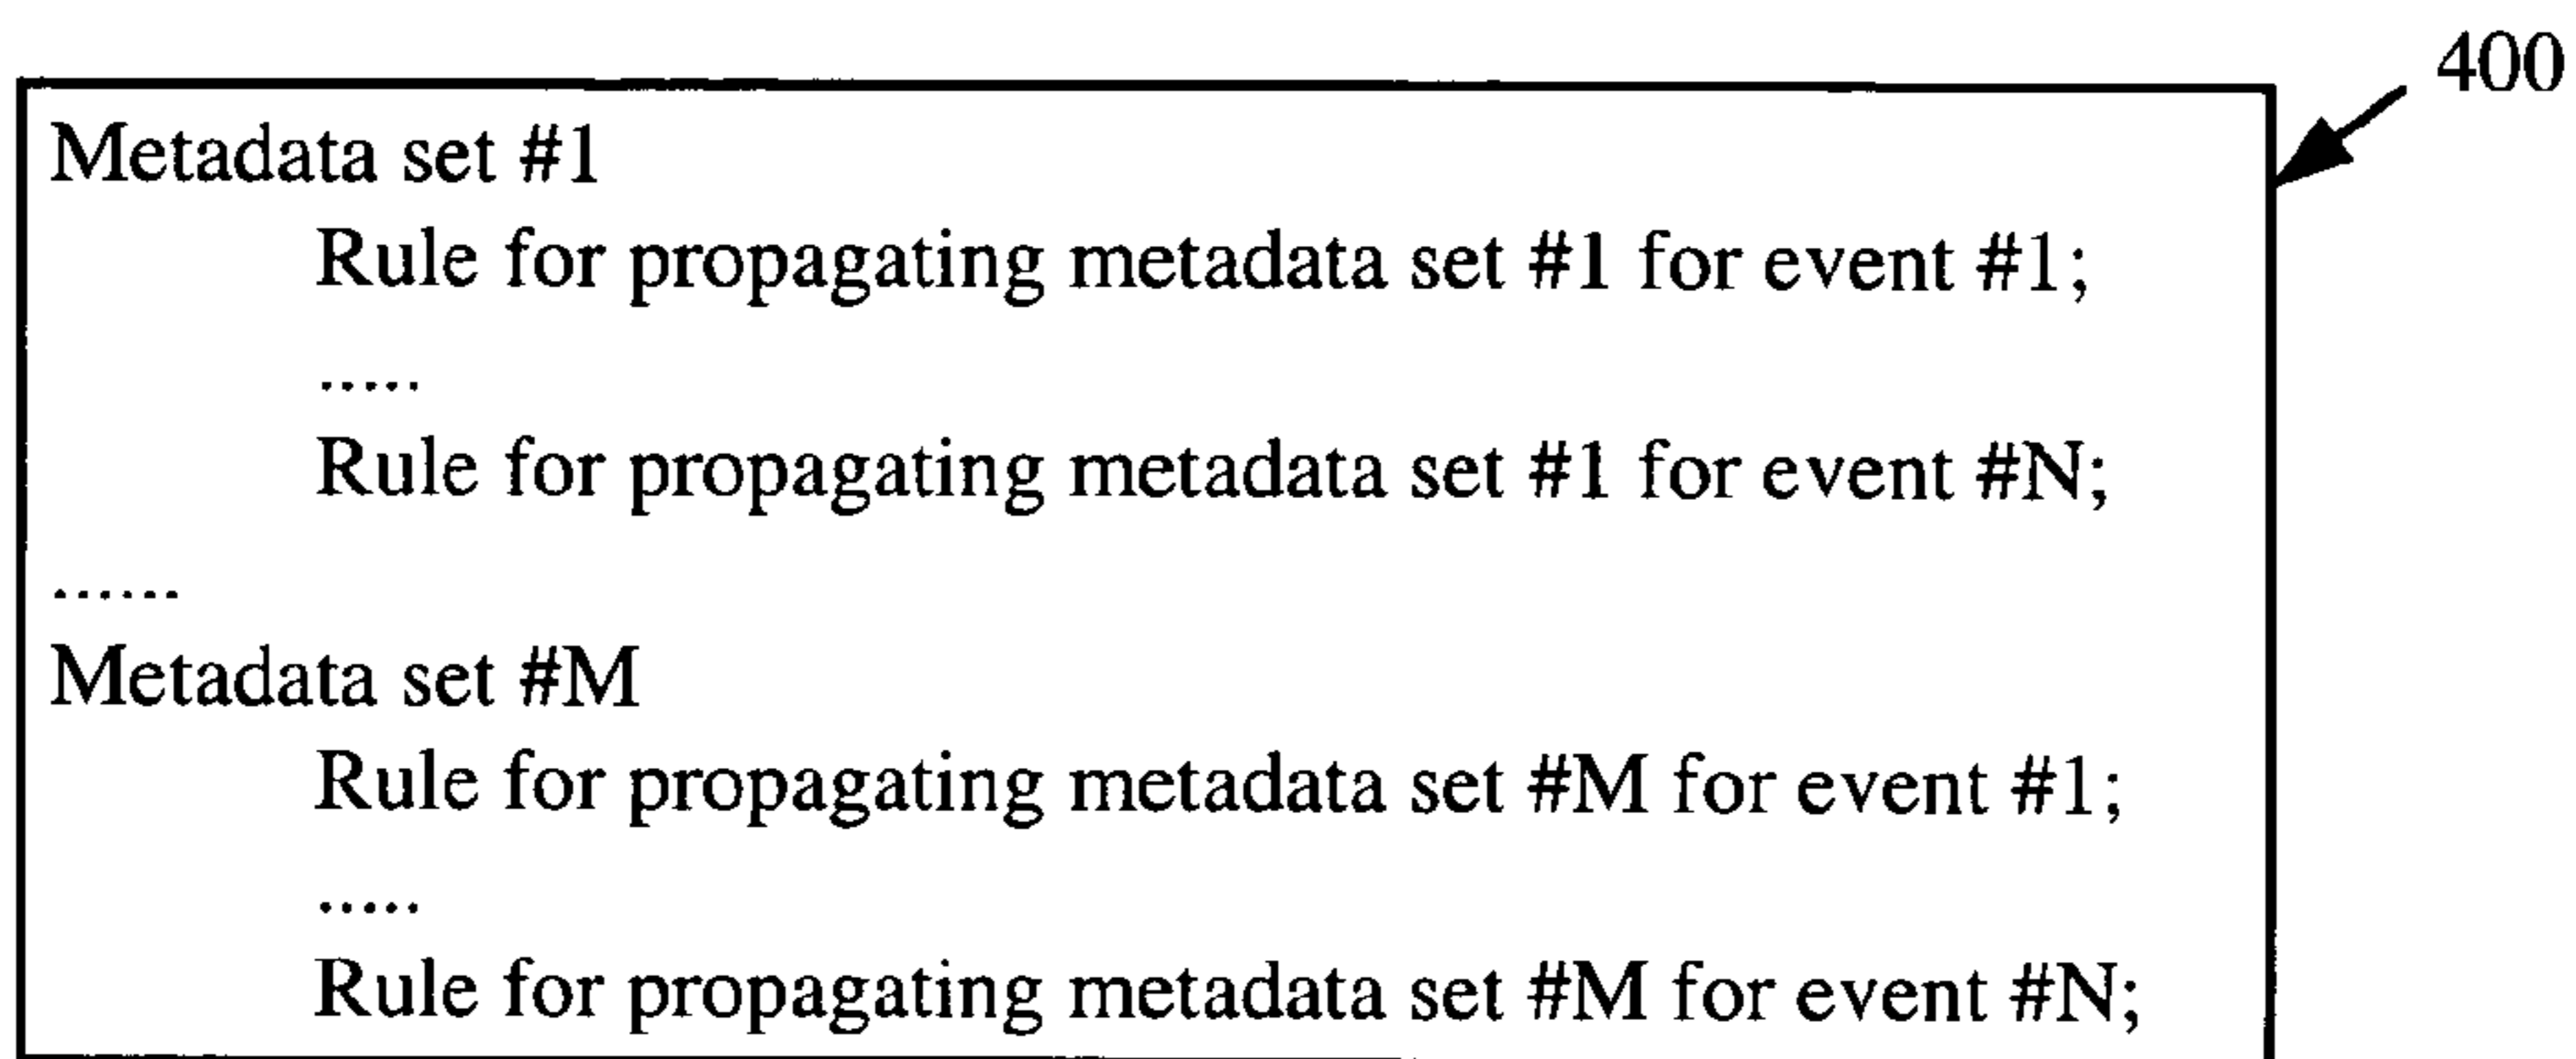 400
Metadata set #1
Rule for propagating metadata set #1 for event #1;
.....
Rule for propagating metadata set #1 for event #N;
......
Metadata set #M
Rule for propagating metadata set #M for event #1;
.....
Rule for propagating metadata set #M for event #N;